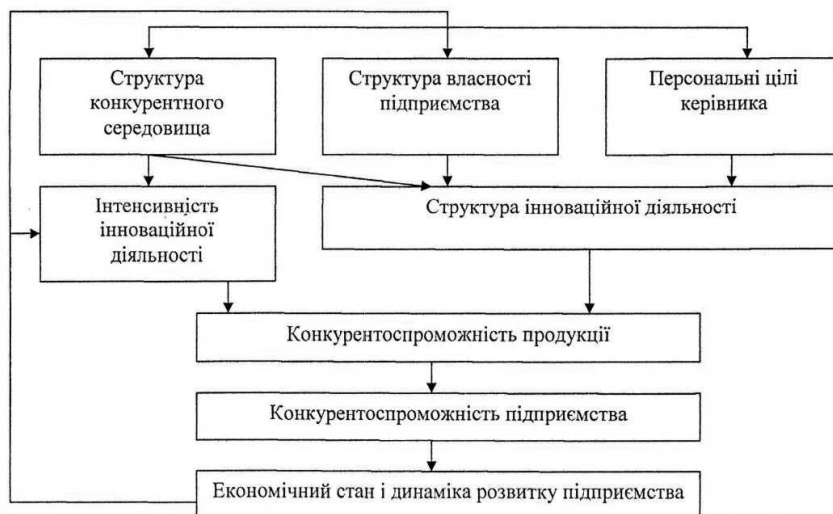 Структура
конкурентного
середовища
Структура власності
підприємства
Персональні цілі
керівника
Інтенсивність
інноваційної
діяльності
Структура інноваційної діяльності
Конкурентоспроможність продукції
Конкурентоспроможність підприємства
Економічний стан і динаміка розвитку підприємства